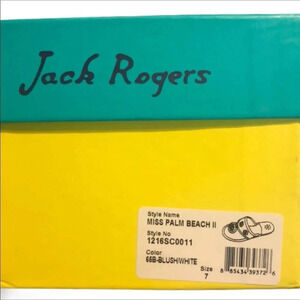 Jack Rogers
Style Name
MISS PALM BEACH II
Style No
1216SC0011
Color
65B-BLUSH/WHITE
Size
7
8 85434 39372 6